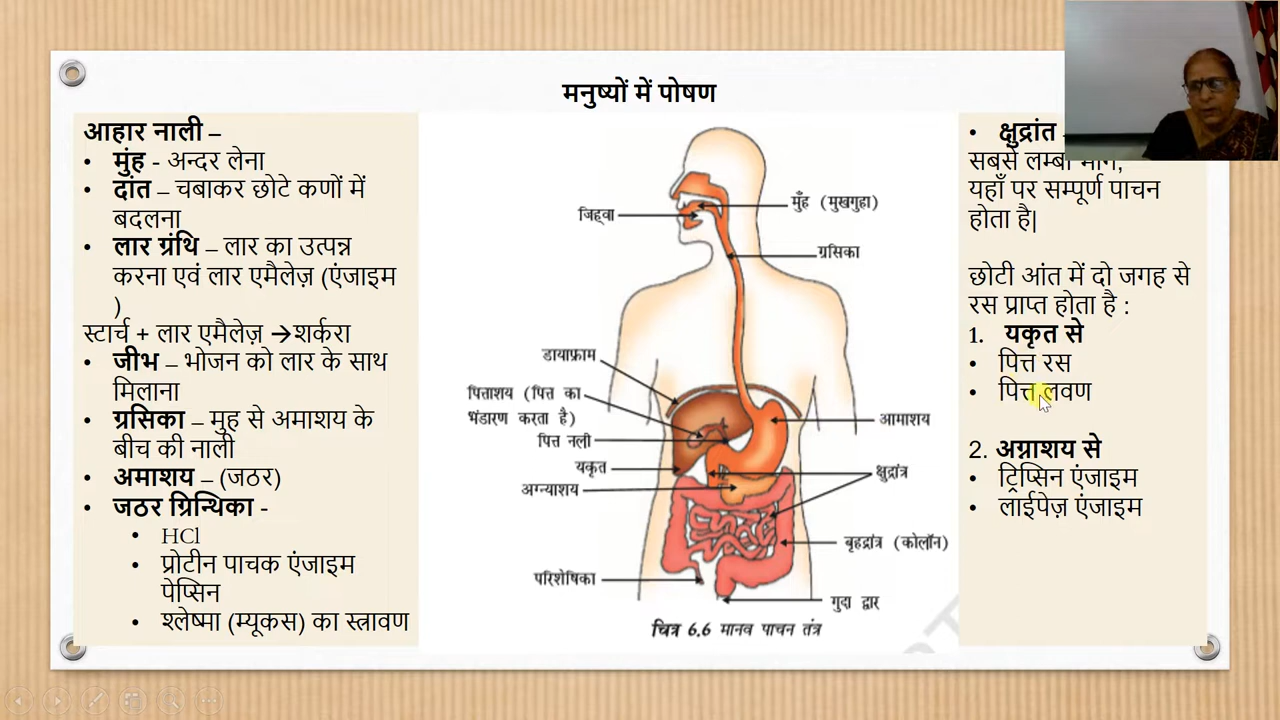 मनुष्यों में पोषण
आहार नाली –
• मुंह - अन्दर लेना
• दांत – चबाकर छोटे कणों में
बदलना
• लार ग्रंथि – लार का उत्पन्न
करना एवं लार एमैलेज़ (एंजाइम
)
स्टार्च + लार एमैलेज़ →शर्करा
• जीभ – भोजन को लार के साथ
मिलाना
• ग्रसिका – मुह से अमाशय के
बीच की नाली
• अमाशय – (जठर)
• जठर ग्रिन्थिका -
• HCl
• प्रोटीन पाचक एंजाइम
पेप्सिन
• श्लेष्मा (म्यूकस) का स्त्रावण
मुँह (मुखगुहा)
जिह्वा
ग्रसिका
डायाफ्राम
पित्ताशय (पित्त का
भंडारण करता है)
आमाशय
पित्त नली
यकृत
क्षुद्रांत्र
अग्न्याशय
बृहद्रांत्र (कोलॉन)
परिशेषिका
गुदा द्वार
चित्र 6.6 मानव पाचन तंत्र
• क्षुद्रांत
सबसे लम्बा भाग,
यहाँ पर सम्पूर्ण पाचन
होता है|
छोटी आंत में दो जगह से
रस प्राप्त होता है :
1. यकृत से
• पित्त रस
• पित्त लवण
2. अग्नाशय से
• ट्रिप्सिन एंजाइम
• लाईपेज़ एंजाइम